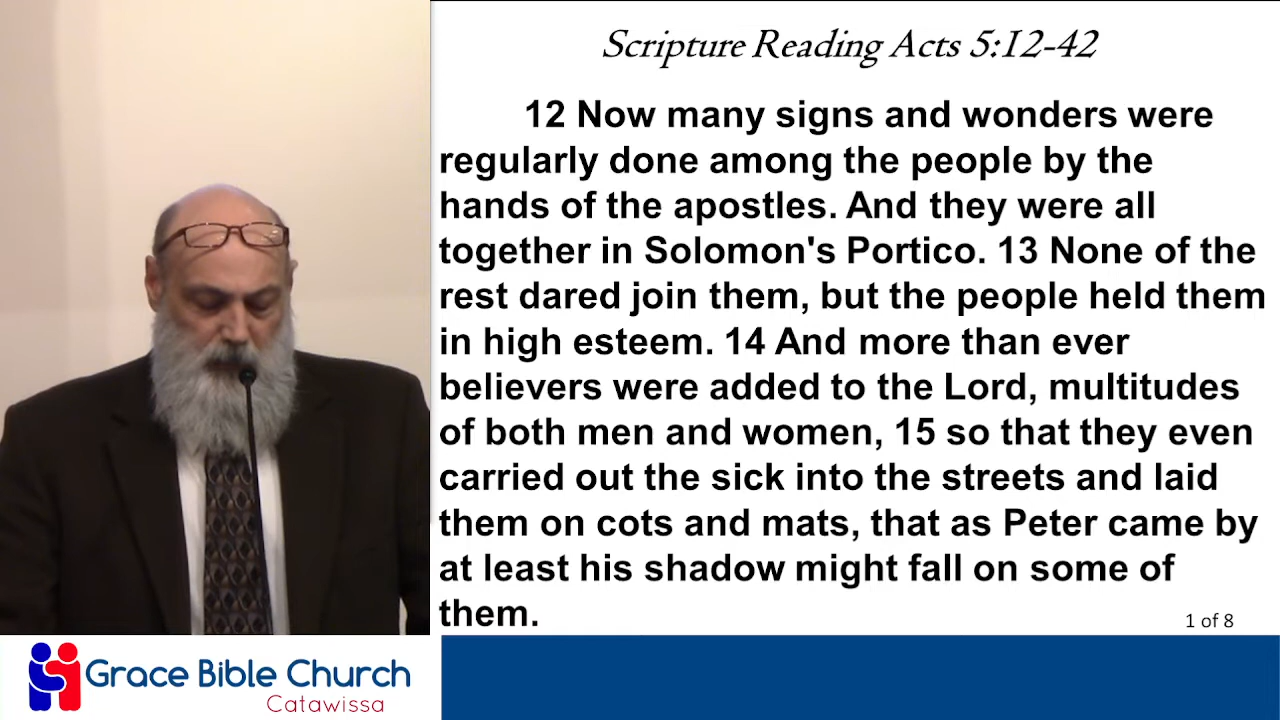 Scripture Reading Acts 5:12-42
12 Now many signs and wonders were
regularly done among the people by the
hands of the apostles. And they were all
together in Solomon's Portico. 13 None of the
rest dared join them, but the people held them
in high esteem. 14 And more than ever
believers were added to the Lord, multitudes
of both men and women, 15 so that they even
carried out the sick into the streets and laid
them on cots and mats, that as Peter came by
at least his shadow might fall on some of
them.
1 of 8
Grace Bible Church
Catawissa